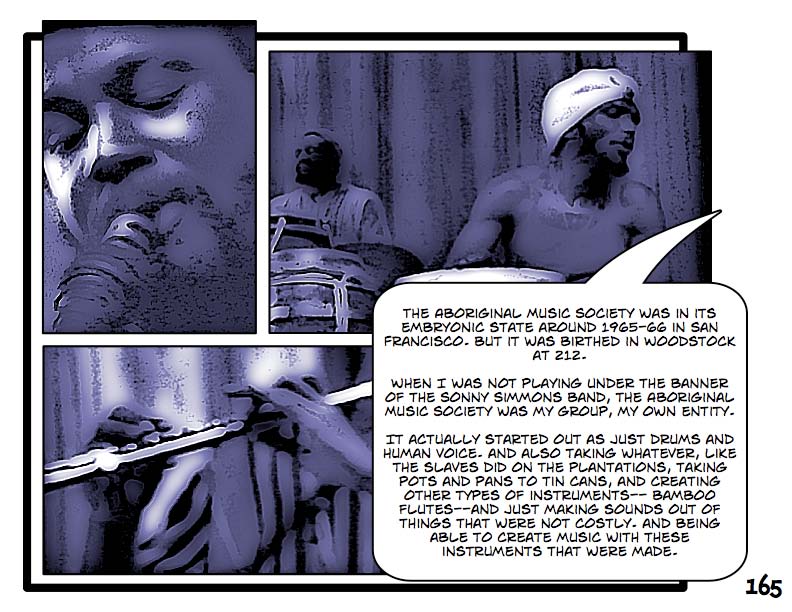 THE ABORIGINAL MUSIC SOCIETY WAS IN ITS
EMBRYONIC STATE AROUND 1965-66 IN SAN
FRANCISCO. BUT IT WAS BIRTHED IN WOODSTOCK
AT 212.
WHEN I WAS NOT PLAYING UNDER THE BANNER
OF THE SONNY SIMMONS BAND, THE ABORIGINAL
MUSIC SOCIETY WAS MY GROUP, MY OWN ENTITY.
IT ACTUALLY STARTED OUT AS JUST DRUMS AND
HUMAN VOICE. AND ALSO TAKING WHATEVER, LIKE
THE SLAVES DID ON THE PLANTATIONS, TAKING
POTS AND PANS TO TIN CANS, AND CREATING
OTHER TYPES OF INSTRUMENTS-- BAMBOO
FLUTES--AND JUST MAKING SOUNDS OUT OF
THINGS THAT WERE NOT COSTLY. AND BEING
ABLE TO CREATE MUSIC WITH THESE
INSTRUMENTS THAT WERE MADE.
165